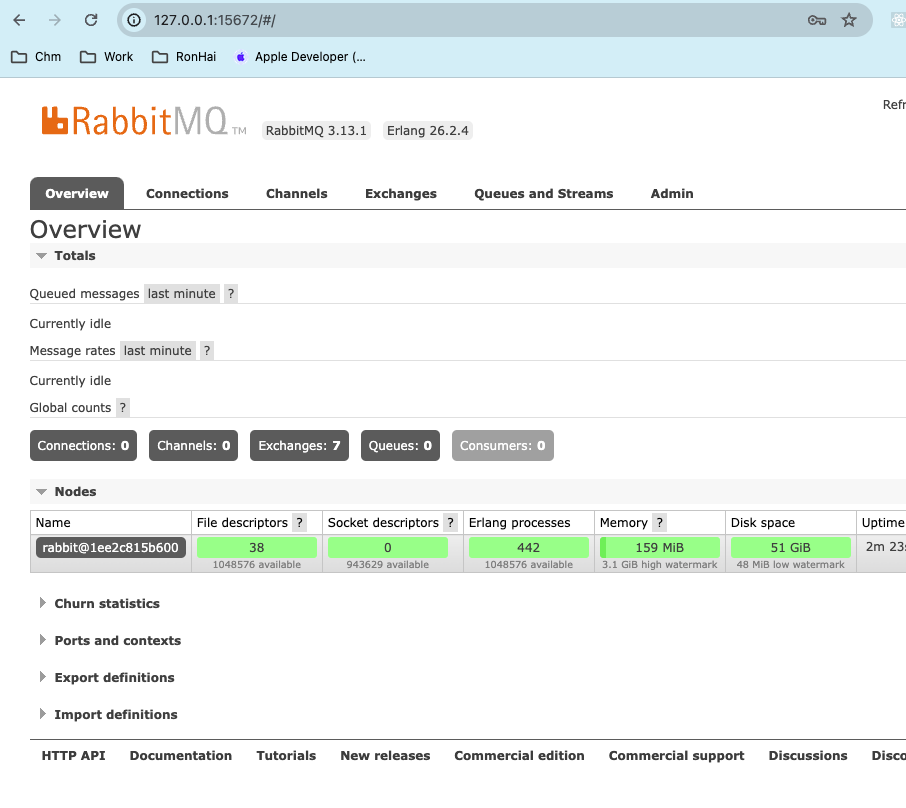 127.0.0.1:15672/#/
Chm Work RonHai Apple Developer (...
Refr
RabbitMQ TM RabbitMQ 3.13.1 Erlang 26.2.4
Overview Connections Channels Exchanges Queues and Streams Admin
Overview
Totals
Queued messages last minute ?
Currently idle
Message rates last minute ?
Currently idle
Global counts ?
Connections: 0 Channels: 0 Exchanges: 7 Queues: 0 Consumers: 0
Nodes
Name File descriptors ? Socket descriptors ? Erlang processes Memory ? Disk space Uptime
rabbit@1ee2c815b600 38 0 442 159 MiB 51 GiB 2m 23s
1048576 available 943629 available 1048576 available 3.1 GiB high watermark 48 MiB low watermark
Churn statistics
Ports and contexts
Export definitions
Import definitions
HTTP API Documentation Tutorials New releases Commercial edition Commercial support Discussions Disco